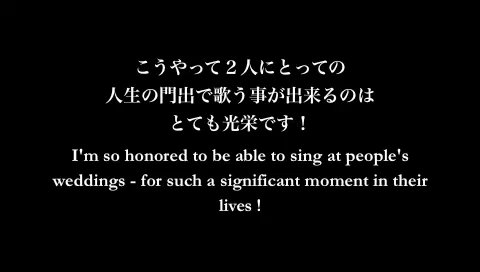 こうやって２人にとっての
人生の門出で歌う事が出来るのは
とても光栄です！
I'm so honored to be able to sing at people's
weddings - for such a significant moment in their
lives !